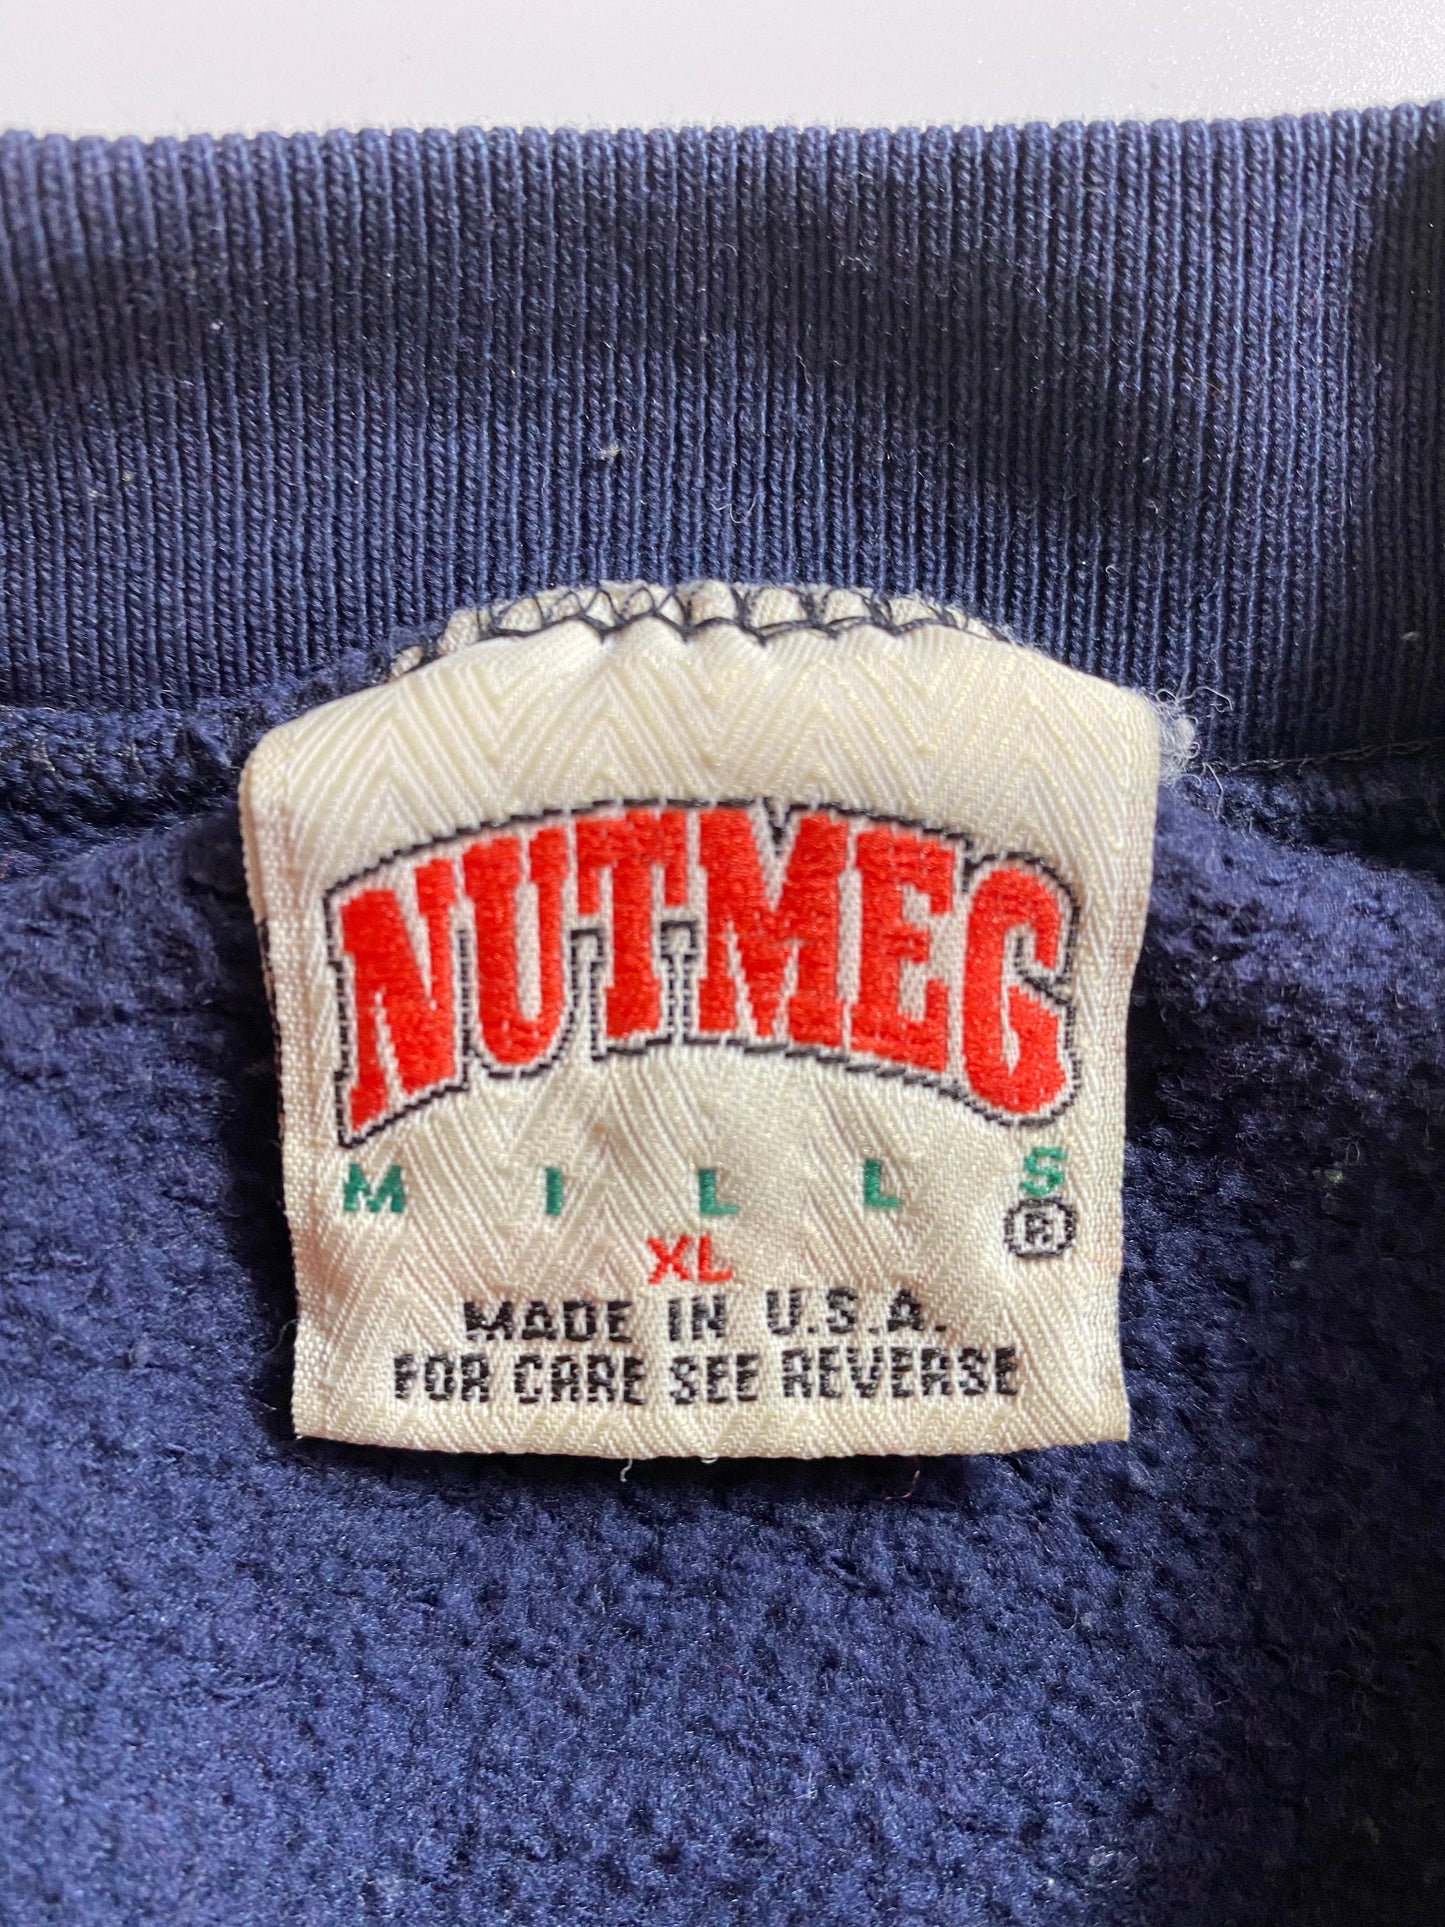 NUTMEG
MILLS
®
XL
MADE IN U.S.A.
FOR CARE SEE REVERSE